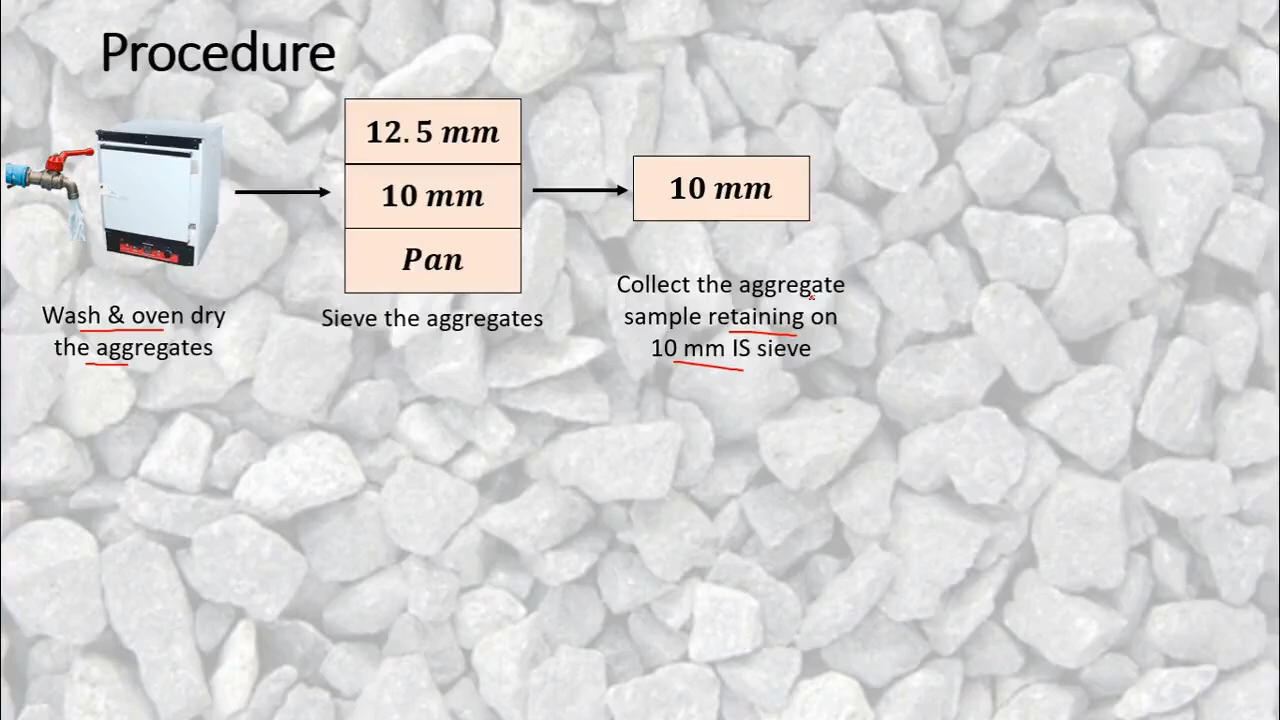 Procedure
12.5 mm
10 mm
Pan
10 mm
Wash & oven dry
the aggregates
Sieve the aggregates
Collect the aggregate
sample retaining on
10 mm IS sieve